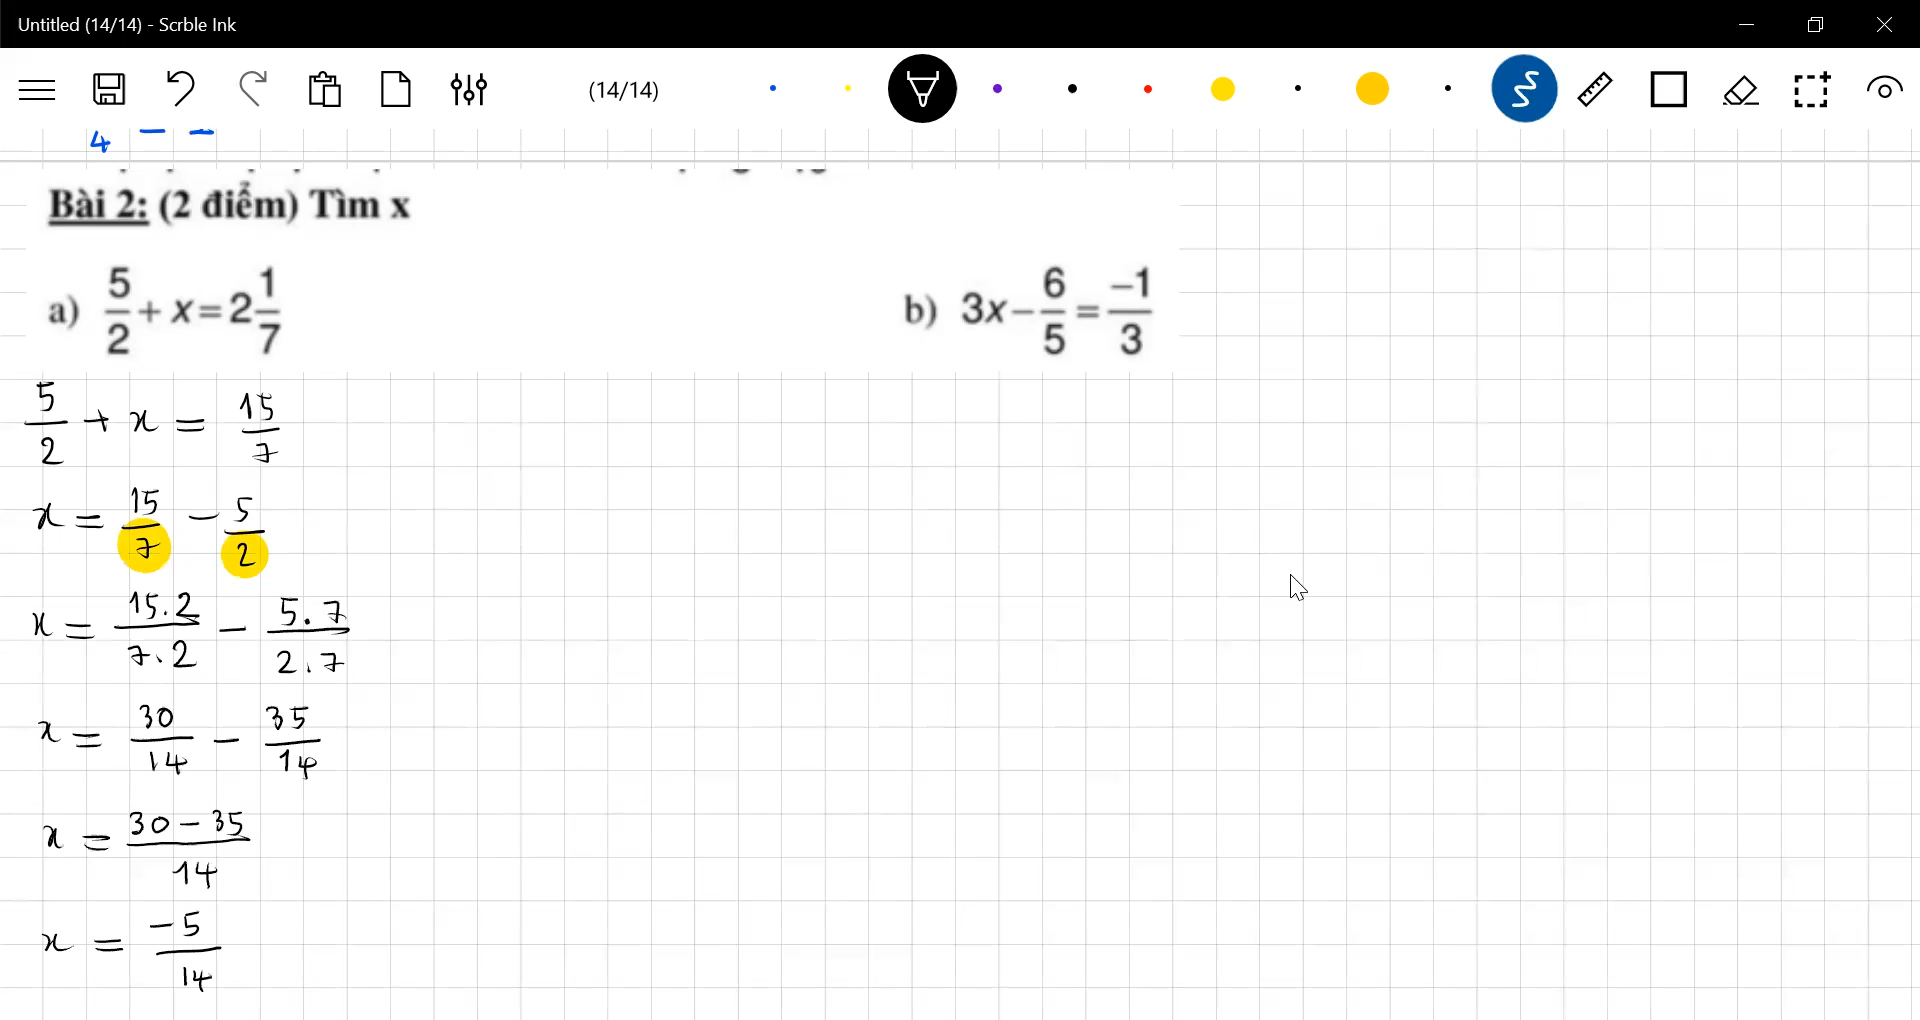 Untitled (14/14) - Scrble Ink
(14/14)
4
Bài 2: (2 điểm) Tìm x
a) 5/2 + x = 2 1/7
b) 3x − 6/5 = −1/3
5/2 + x = 15/7
x = 15/7 − 5/2
x = 15.2/7.2 − 5.7/2.7
x = 30/14 − 35/14
x = 30 − 35/14
x = −5/14